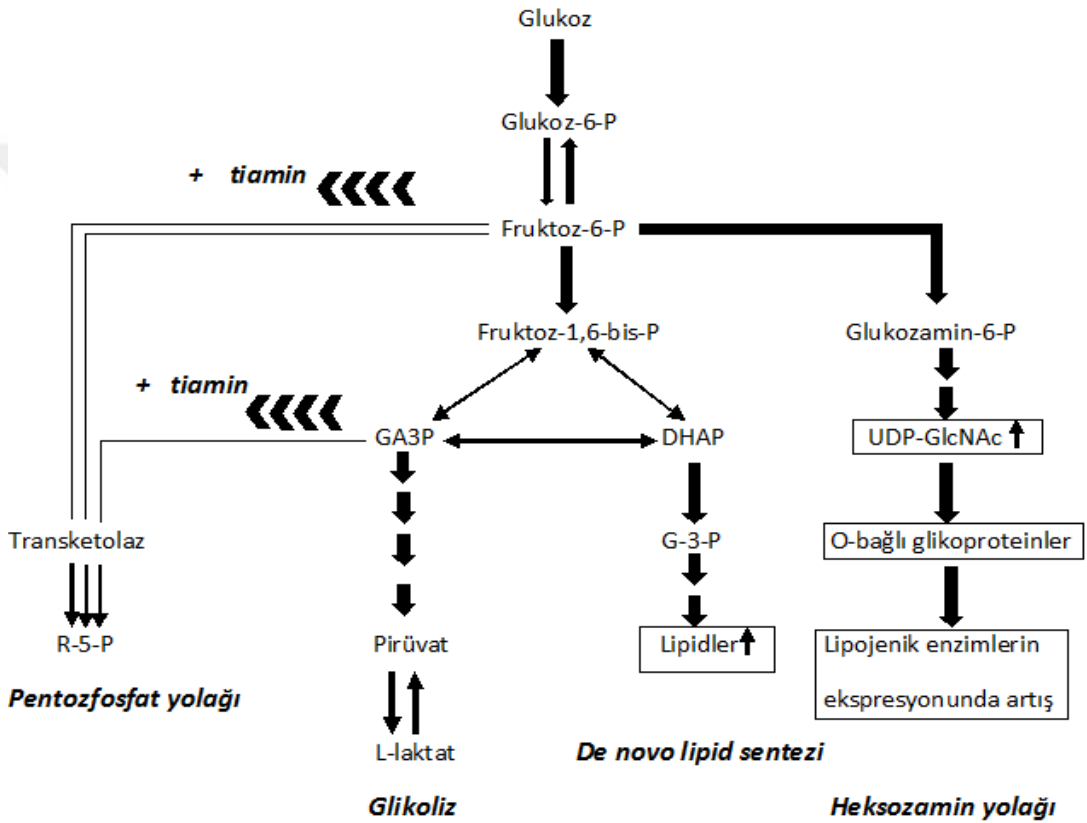 Glukoz
Glukoz-6-P
+ tiamin
Fruktoz-6-P
Fruktoz-1,6-bis-P
Glukozamin-6-P
+ tiamin
GA3P
DHAP
UDP-GlcNAc
Transketolaz
G-3-P
O-bağlı glikoproteinler
R-5-P
Pirüvat
Lipidler
Lipojenik enzimlerin
ekspresyonunda artış
Pentozfosfat yolağı
L-laktat
De novo lipid sentezi
Glikoliz
Heksozamin yolağı